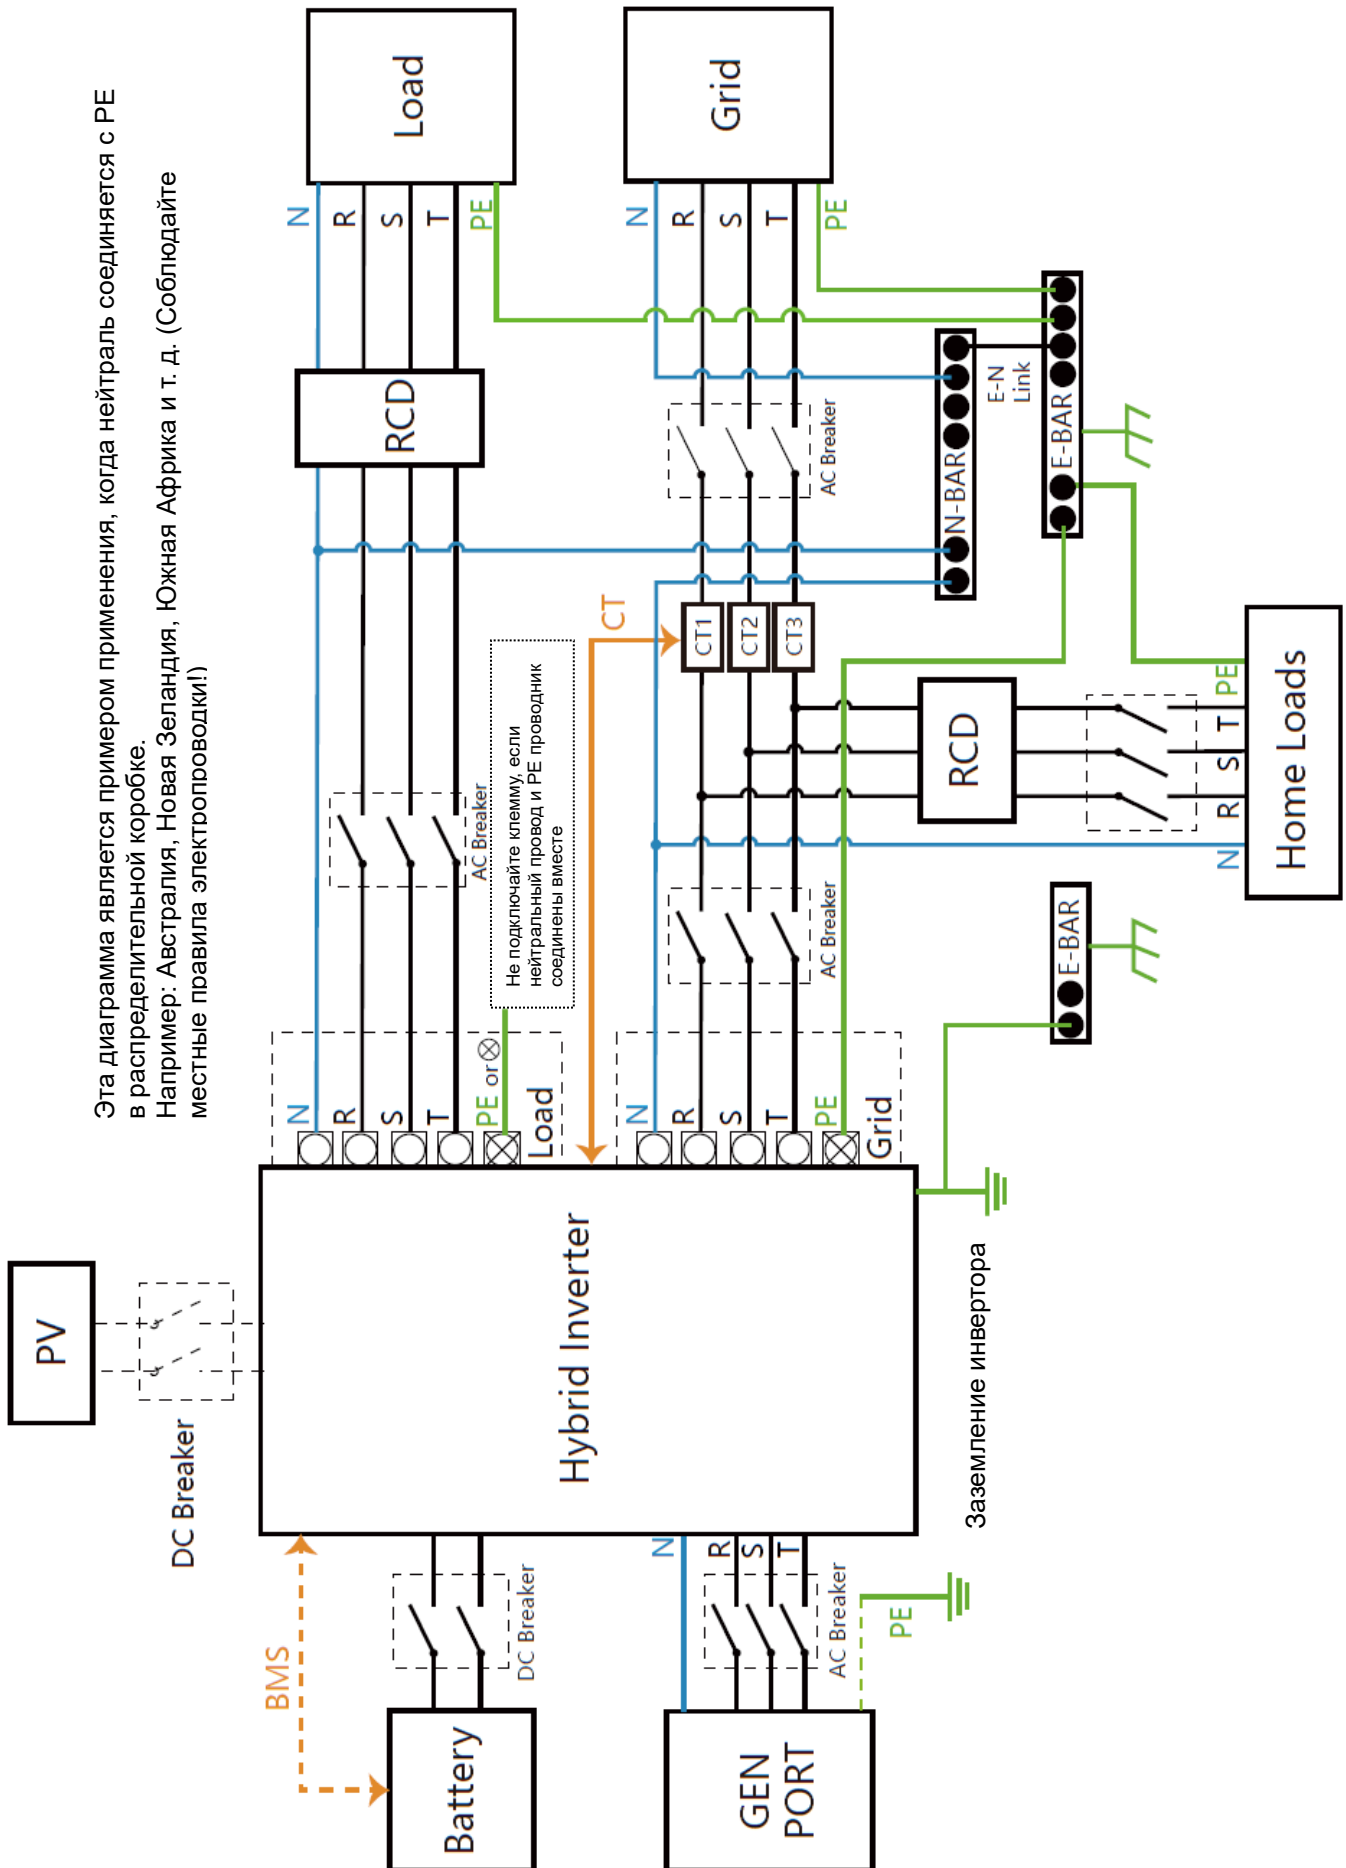 Эта диаграмма является примером применения, когда нейтраль соединяется с PE
в распределительной коробке.
Например: Австралия, Новая Зеландия, Южная Африка и т. д. (Соблюдайте
местные правила электропроводки!)
PV
DC Breaker
BMS
Battery
DC Breaker
Hybrid Inverter
N
R
S
T
PE or
Load
AC Breaker
RCD
N
R
S
T
PE
Load
Не подключайте клемму, если
нейтральный провод и PE проводник
соединены вместе
CT
GEN
PORT
N
R
S
T
AC Breaker
PE
N
R
S
T
PE
Grid
AC Breaker
CT1
CT2
CT3
AC Breaker
N
R
S
T
PE
Grid
N-BAR
E-N
Link
E-BAR
RCD
Заземление инвертора
E-BAR
N
R
S
T
PE
Home Loads